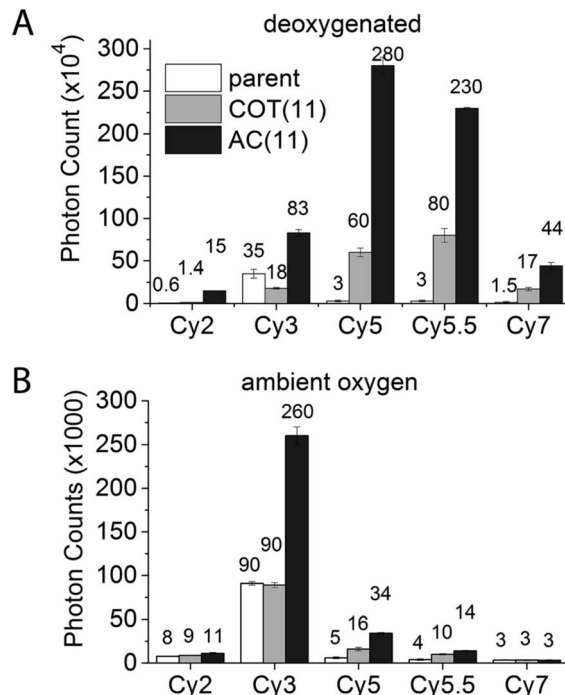 A
deoxygenated
Photon Count (x10⁴)
300
250
200
150
100
50
0
parent
COT(11)
AC(11)
0.6 1.4 15
35 18 83
3 60 280
3 80 230
1.5 17 44
Cy2 Cy3 Cy5 Cy5.5 Cy7
B
ambient oxygen
Photon Counts (x1000)
300
250
200
150
100
50
0
8 9 11
90 90 260
5 16 34
4 10 14
3 3 3
Cy2 Cy3 Cy5 Cy5.5 Cy7